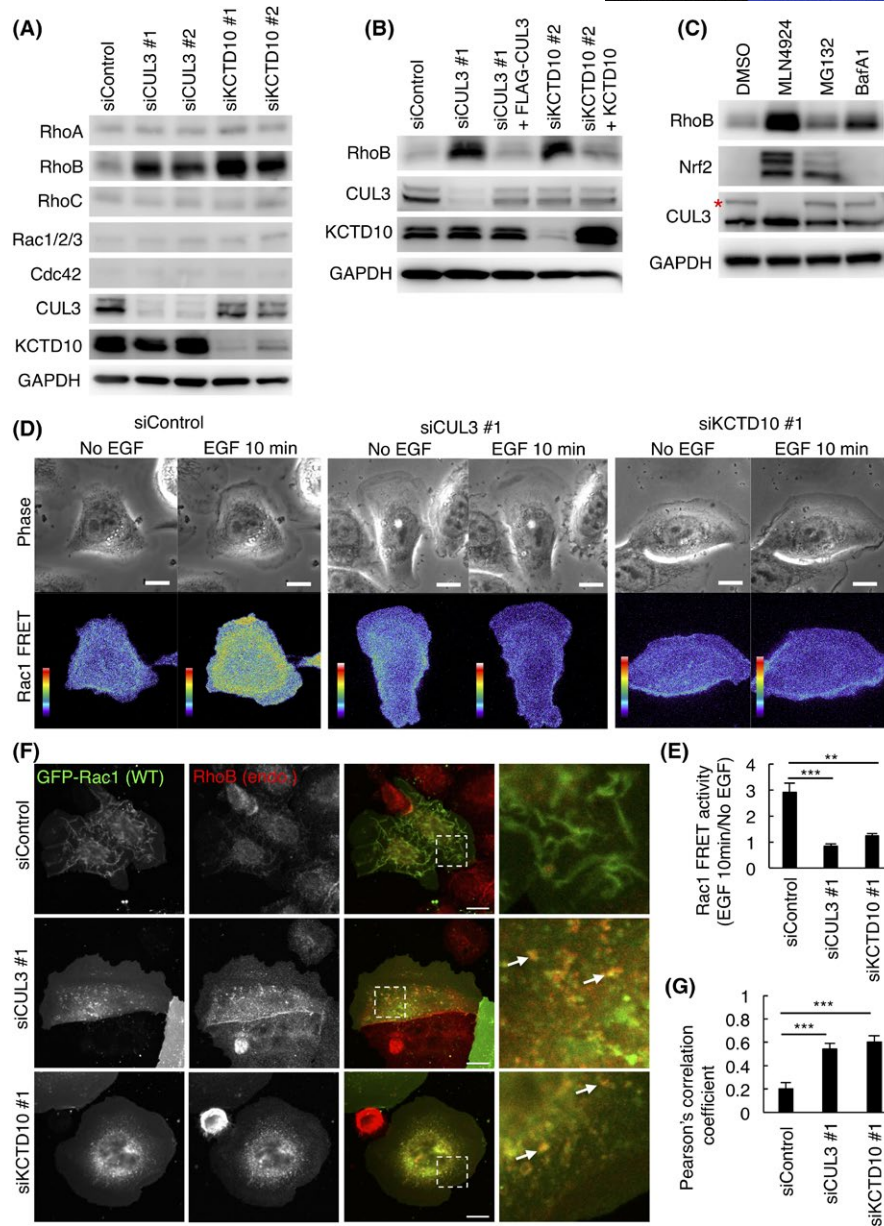 (A)
siControl
siCUL3 #1
siCUL3 #2
siKCTD10 #1
siKCTD10 #2
RhoA
RhoB
RhoC
Rac1/2/3
Cdc42
CUL3
KCTD10
GAPDH
(B)
siControl
siCUL3 #1
siCUL3 #1
+ FLAG-CUL3
siKCTD10 #2
siKCTD10 #2
+ KCTD10
RhoB
CUL3
KCTD10
GAPDH
(C)
DMSO
MLN4924
MG132
BafA1
RhoB
Nrf2
*
CUL3
GAPDH
(D)
siControl
siCUL3 #1
siKCTD10 #1
No EGF
EGF 10 min
No EGF
EGF 10 min
No EGF
EGF 10 min
Phase
Rac1 FRET
(F)
GFP-Rac1 (WT)
RhoB (endo.)
siControl
siCUL3 #1
siKCTD10 #1
(E)
Rac1 FRET activity
(EGF 10min/No EGF)
4
3
2
1
0
**
***
siControl
siCUL3 #1
siKCTD10 #1
(G)
Pearson's correlation
coefficient
1
0.8
0.6
0.4
0.2
0
***
***
siControl
siCUL3 #1
siKCTD10 #1